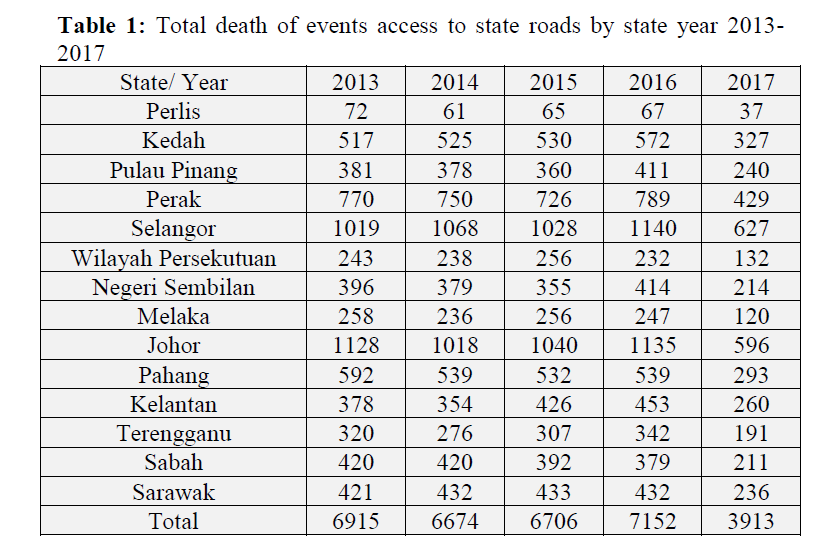 Table 1: Total death of events access to state roads by state year 2013-
2017
State/ Year 2013 2014 2015 2016 2017
Perlis 72 61 65 67 37
Kedah 517 525 530 572 327
Pulau Pinang 381 378 360 411 240
Perak 770 750 726 789 429
Selangor 1019 1068 1028 1140 627
Wilayah Persekutuan 243 238 256 232 132
Negeri Sembilan 396 379 355 414 214
Melaka 258 236 256 247 120
Johor 1128 1018 1040 1135 596
Pahang 592 539 532 539 293
Kelantan 378 354 426 453 260
Terengganu 320 276 307 342 191
Sabah 420 420 392 379 211
Sarawak 421 432 433 432 236
Total 6915 6674 6706 7152 3913